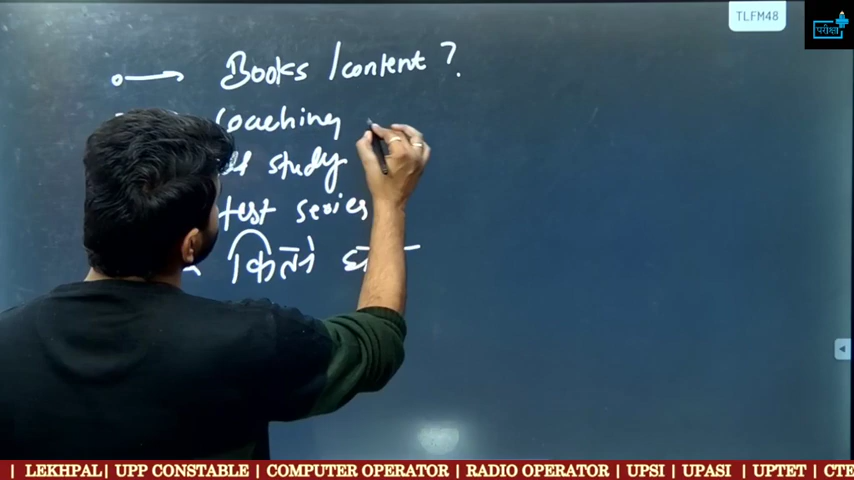 TLFM48
परीक्षा
Books / content ?
Coaching
study
test series
कितने
| LEKHPAL| UPP CONSTABLE | COMPUTER OPERATOR | RADIO OPERATOR | UPSI | UPASI | UPTET | CTE